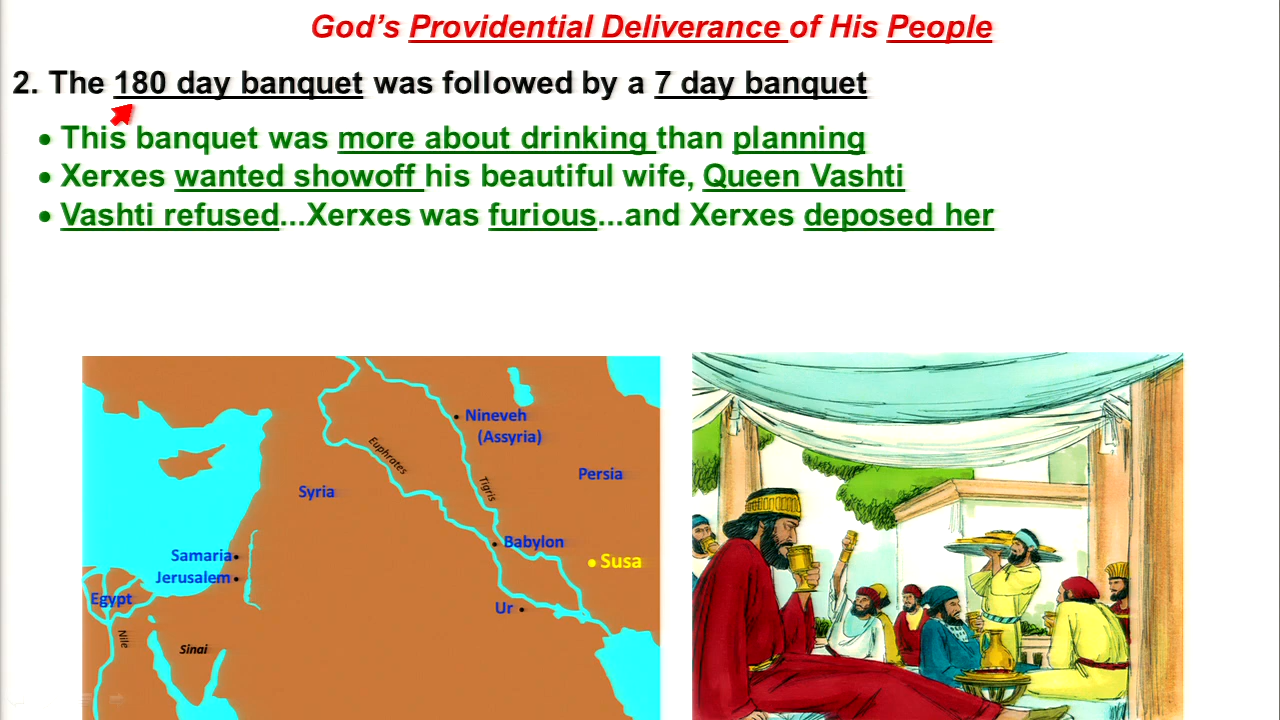 God’s Providential Deliverance of His People
2. The 180 day banquet was followed by a 7 day banquet
• This banquet was more about drinking than planning
• Xerxes wanted showoff his beautiful wife, Queen Vashti
• Vashti refused...Xerxes was furious...and Xerxes deposed her
Nineveh
(Assyria)
Euphrates
Persia
Tigris
Syria
Babylon
Samaria
Susa
Jerusalem
Egypt
Ur
Nile
Sinai